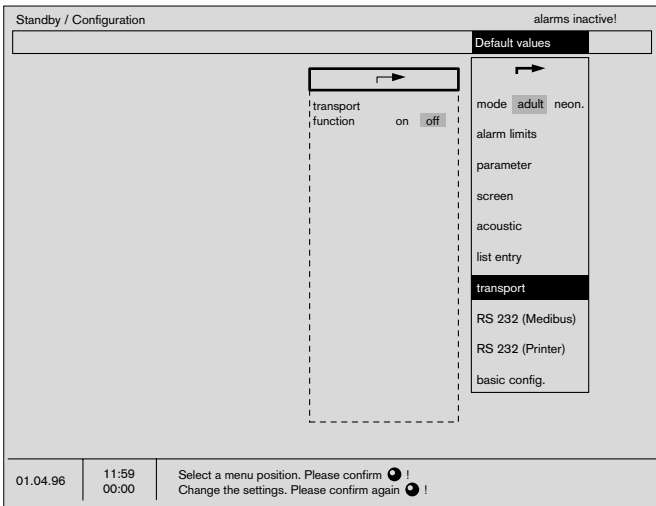 Standby / Configuration
alarms inactive!
Default values
transport
function on off
mode adult neon.
alarm limits
parameter
screen
acoustic
list entry
transport
RS 232 (Medibus)
RS 232 (Printer)
basic config.
01.04.96
11:59
00:00
Select a menu position. Please confirm !
Change the settings. Please confirm again !